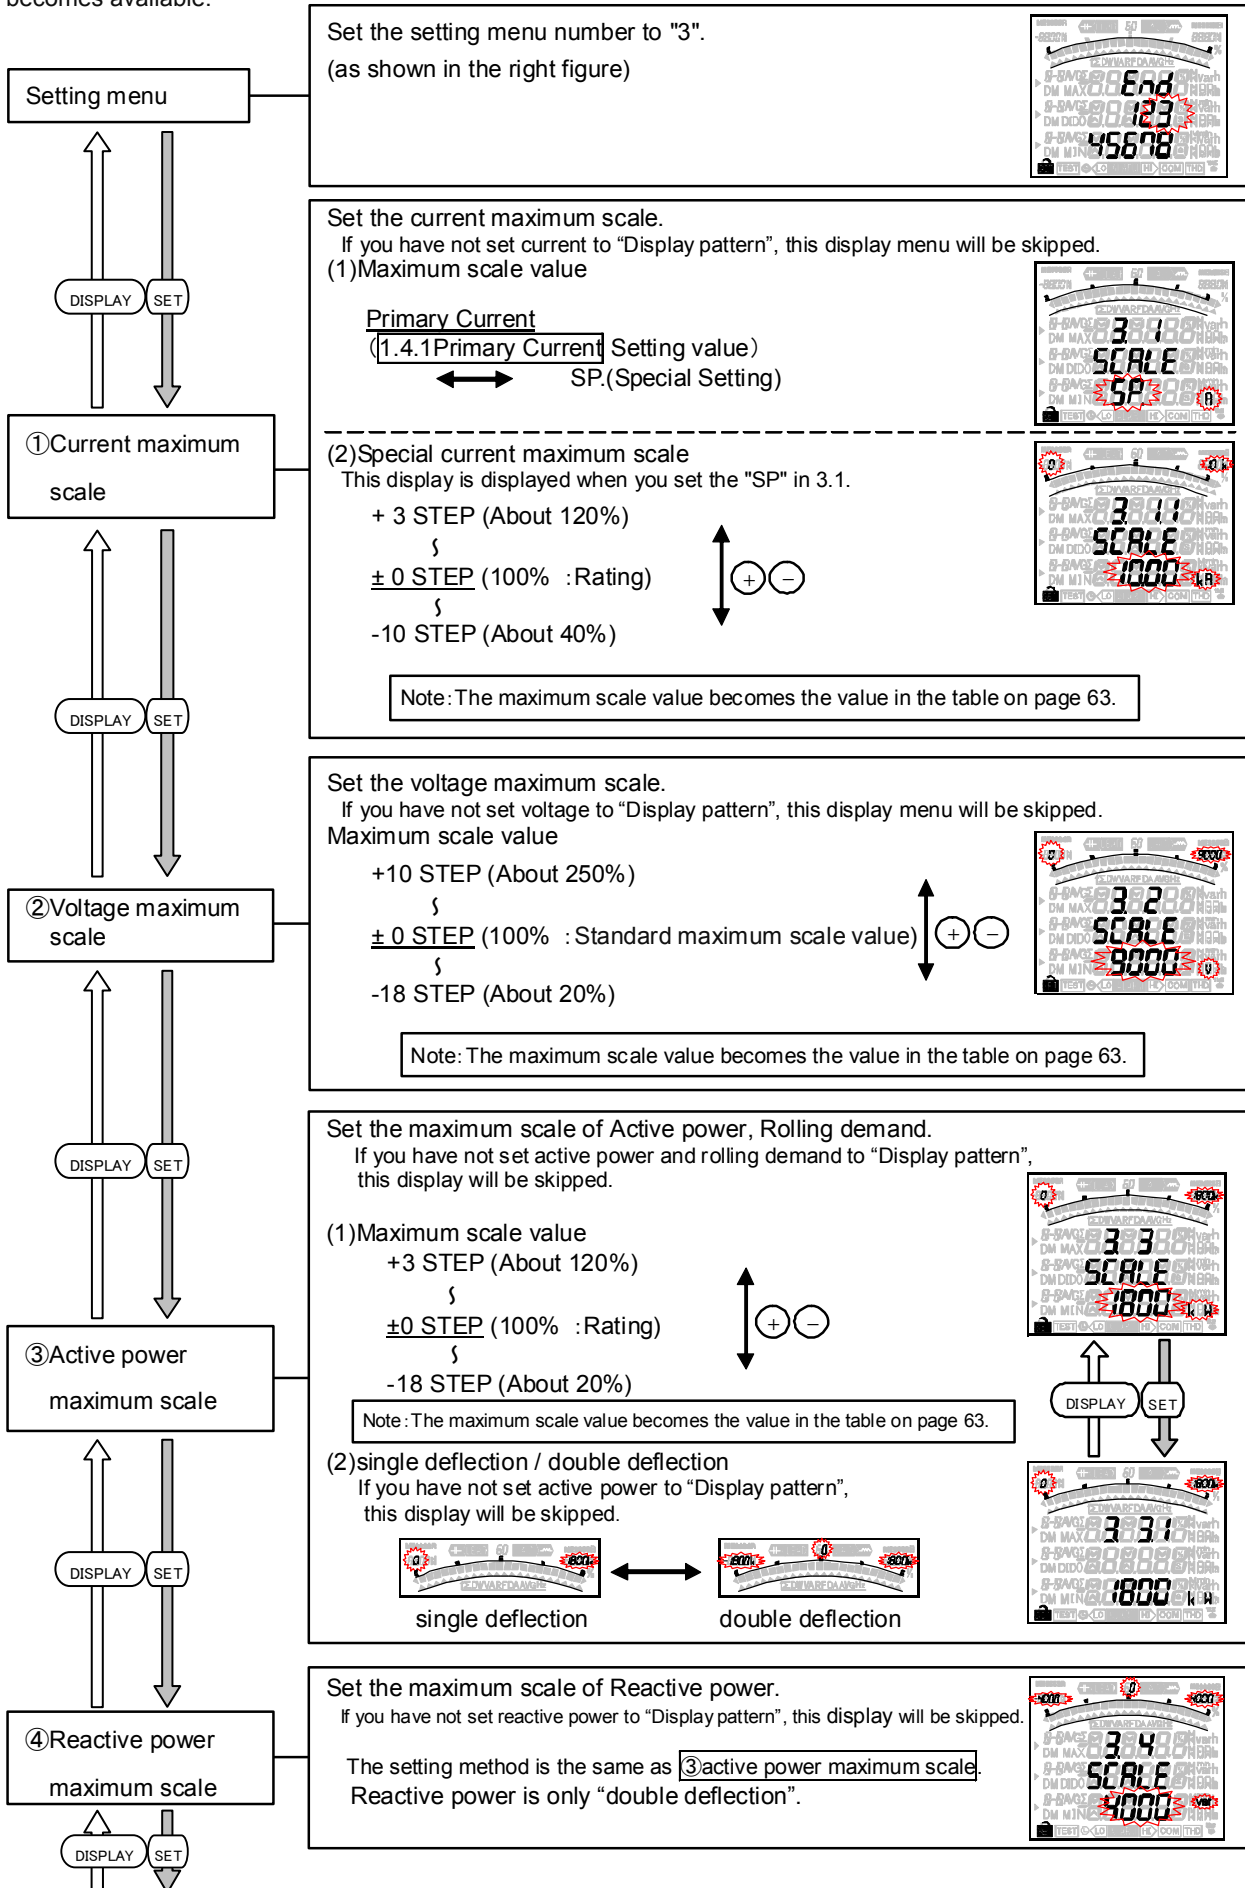 becomes available.
Setting menu
Set the setting menu number to "3".
(as shown in the right figure)
End
123
45678
DISPLAY SET
①Current maximum
scale
Set the current maximum scale.
If you have not set current to “Display pattern”, this display menu will be skipped.
(1)Maximum scale value
Primary Current
(1.4.1Primary Current Setting value)
SP.(Special Setting)
3.1
SCALE
SP
A
(2)Special current maximum scale
This display is displayed when you set the "SP" in 3.1.
+ 3 STEP (About 120%)
± 0 STEP (100% :Rating)
-10 STEP (About 40%)
+ −
Note:The maximum scale value becomes the value in the table on page 63.
3.11
SCALE
10.00 kA
DISPLAY SET
②Voltage maximum
scale
Set the voltage maximum scale.
If you have not set voltage to “Display pattern”, this display menu will be skipped.
Maximum scale value
+10 STEP (About 250%)
± 0 STEP (100% :Standard maximum scale value)
-18 STEP (About 20%)
+ −
Note:The maximum scale value becomes the value in the table on page 63.
3.2
SCALE
9000 V
DISPLAY SET
③Active power
maximum scale
Set the maximum scale of Active power, Rolling demand.
If you have not set active power and rolling demand to “Display pattern”,
this display will be skipped.
(1)Maximum scale value
+3 STEP (About 120%)
±0 STEP (100% :Rating)
-18 STEP (About 20%)
+ −
Note:The maximum scale value becomes the value in the table on page 63.
3.3
SCALE
1800 kW
DISPLAY SET
(2)single deflection / double deflection
If you have not set active power to “Display pattern”,
this display will be skipped.
single deflection
double deflection
3.31
1800 kW
DISPLAY SET
④Reactive power
maximum scale
Set the maximum scale of Reactive power.
If you have not set reactive power to “Display pattern”, this display will be skipped.
The setting method is the same as ③active power maximum scale.
Reactive power is only “double deflection”.
3.4
SCALE
4000 var
DISPLAY SET